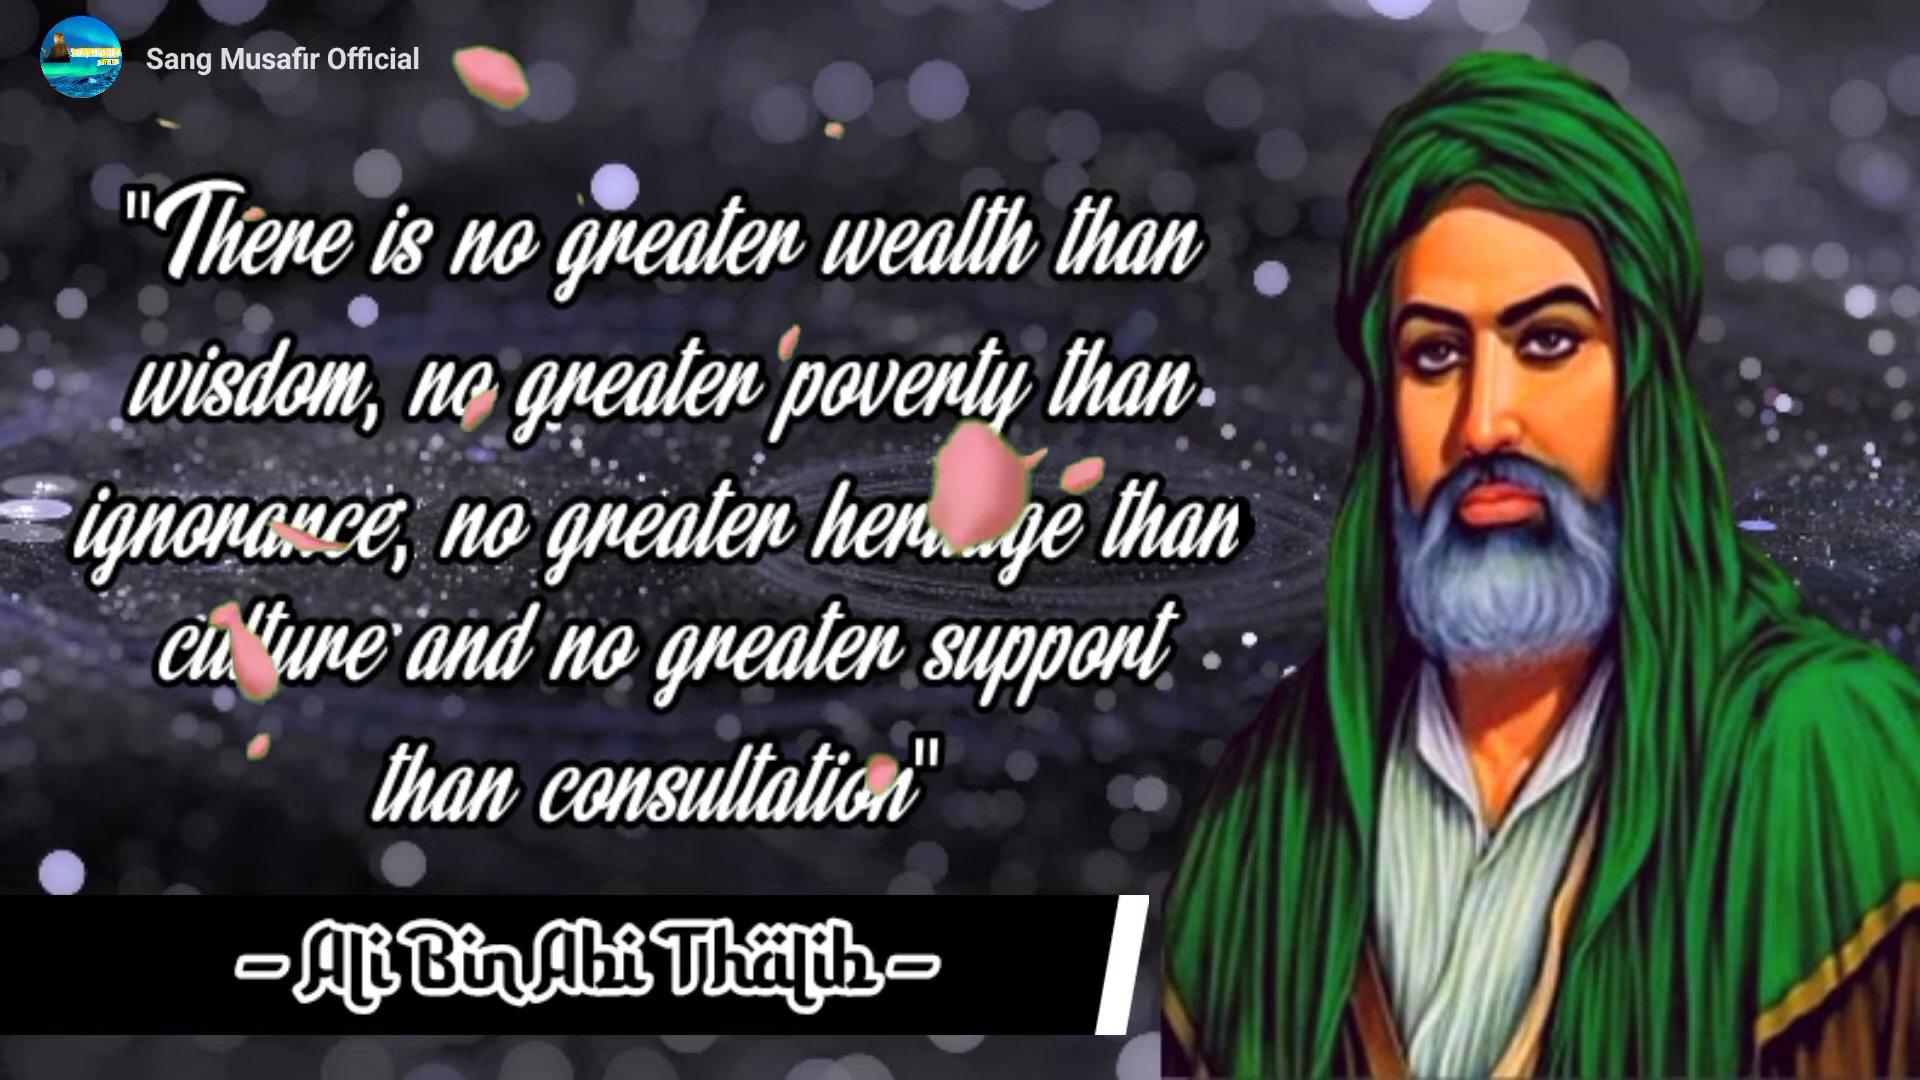 Sang Musafir Official
"There is no greater wealth than
wisdom, no greater poverty than
ignorance, no greater heritage than
culture and no greater support
than consultation"
- Ali Bin Abi Thälib -